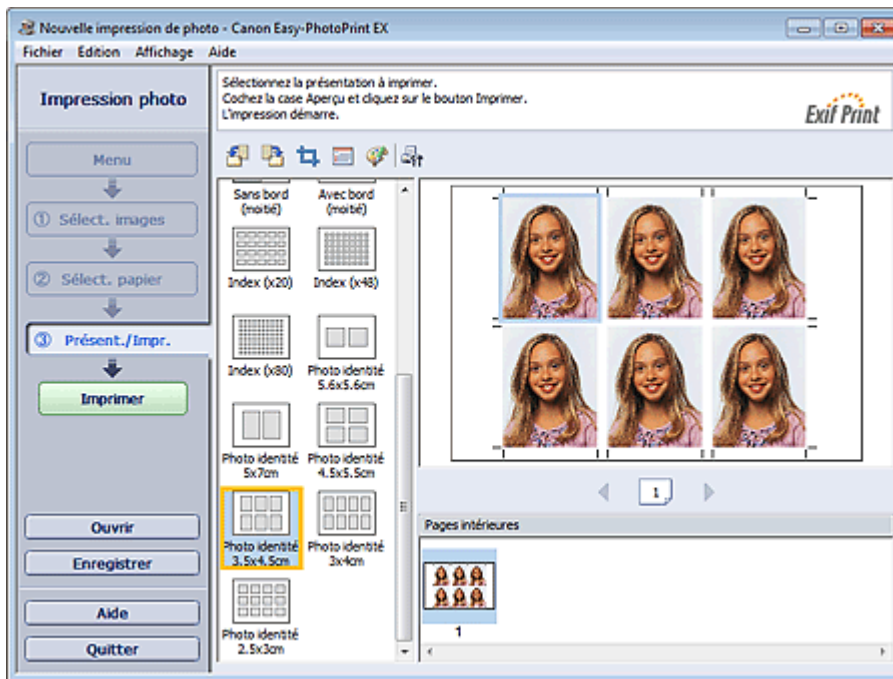 Nouvelle impression de photo - Canon Easy-PhotoPrint EX
Fichier Edition Affichage Aide
Impression photo
Menu
① Sélect. images
② Sélect. papier
③ Présent./Impr.
Imprimer
Ouvrir
Enregistrer
Aide
Quitter
Sélectionnez la présentation à imprimer.
Cochez la case Aperçu et cliquez sur le bouton Imprimer.
L'impression démarre.
Exif Print
Sans bord
(moitié)
Avec bord
(moitié)
Index (x20)
Index (x48)
Index (x80)
Photo identité
5.6x5.6cm
Photo identité
5x7cm
Photo identité
4.5x5.5cm
Photo identité
3.5x4.5cm
Photo identité
3x4cm
Photo identité
2.5x3cm
1
Pages intérieures
1